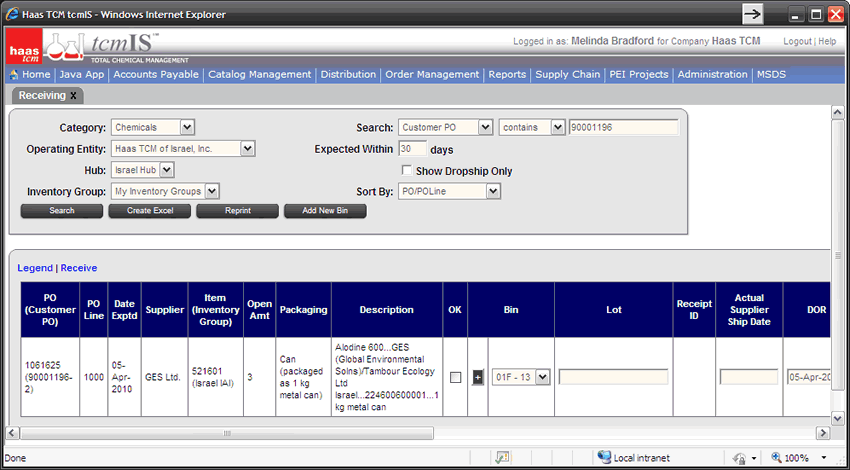 Haas TCM tcmIS - Windows Internet Explorer
haas tcm
tcmIS™
TOTAL CHEMICAL MANAGEMENT
Logged in as: Melinda Bradford for Company Haas TCM
Logout | Help
Home | Java App | Accounts Payable | Catalog Management | Distribution | Order Management | Reports | Supply Chain | PEI Projects | Administration | MSDS
Receiving x
Category: Chemicals Search: Customer PO contains 90001196
Operating Entity: Haas TCM of Israel, Inc. Expected Within 30 days
Hub: Israel Hub Show Dropship Only
Inventory Group: My Inventory Groups Sort By: PO/POLine
Search Create Excel Reprint Add New Bin
Legend | Receive
PO (Customer PO) PO Line Date Exptd Supplier Item (Inventory Group) Open Amt Packaging Description OK Bin Lot Receipt ID Actual Supplier Ship Date DOR
1061625 (90001196-2) 1000 05-Apr-2010 GES Ltd. 521601 (Israel IAI) 3 Can (packaged as 1 kg metal can) Alodine 600...GES (Global Environmental Solns)/Tambour Ecology Ltd Israel...224600600001...1 kg metal can + 01F - 13 05-Apr-20
Done Local intranet 100%